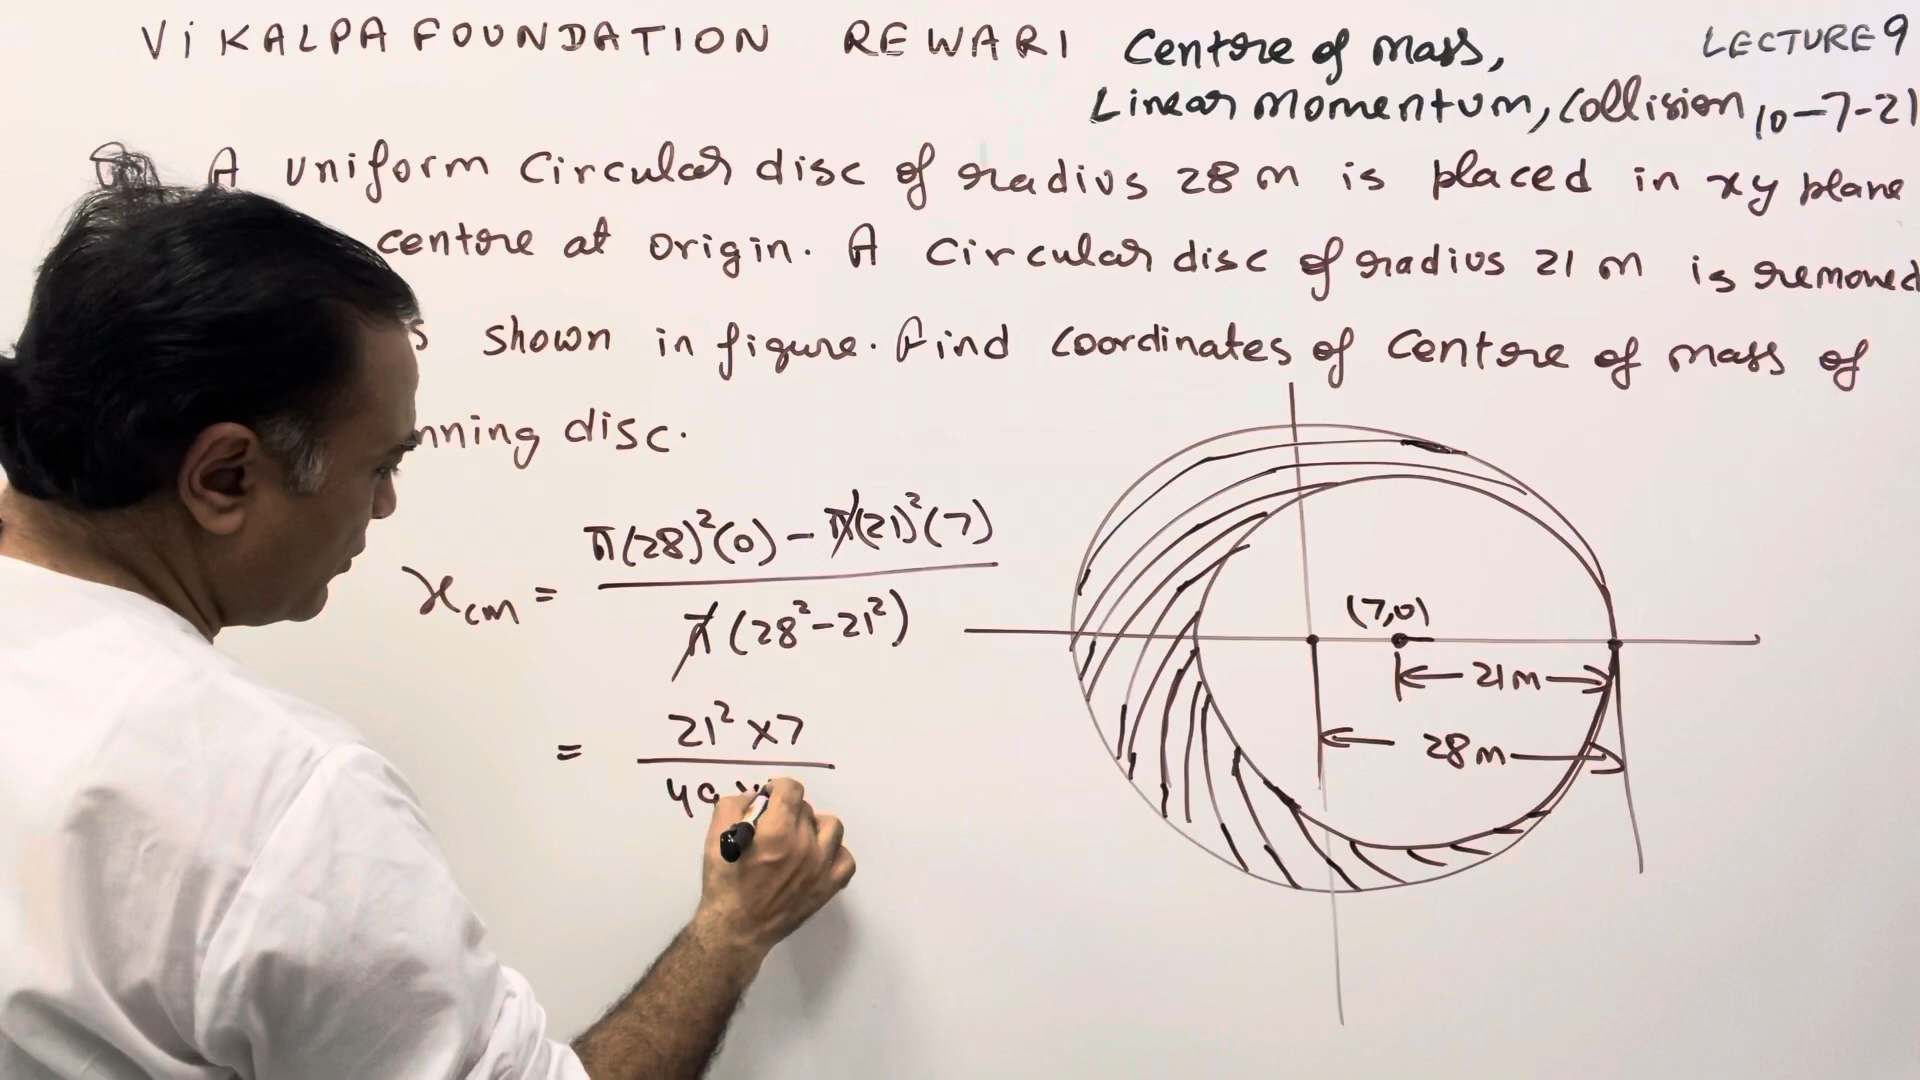 ViKALPA FOUNDATION REWARI Centre of Mass, LECTURE 9
Linear Momentum, Collision 10-7-21
A uniform Circular disc of radius 28 m is placed in xy plane
centre at origin. A Circular disc of radius 21 m is removed
s shown in figure. Find coordinates of Centre of mass of
nning disc.
π(28)²(0) – π(21)²(7)
x_cm =
π (28²–21²)
(7,0)
21m
= 21² x7
28m
49